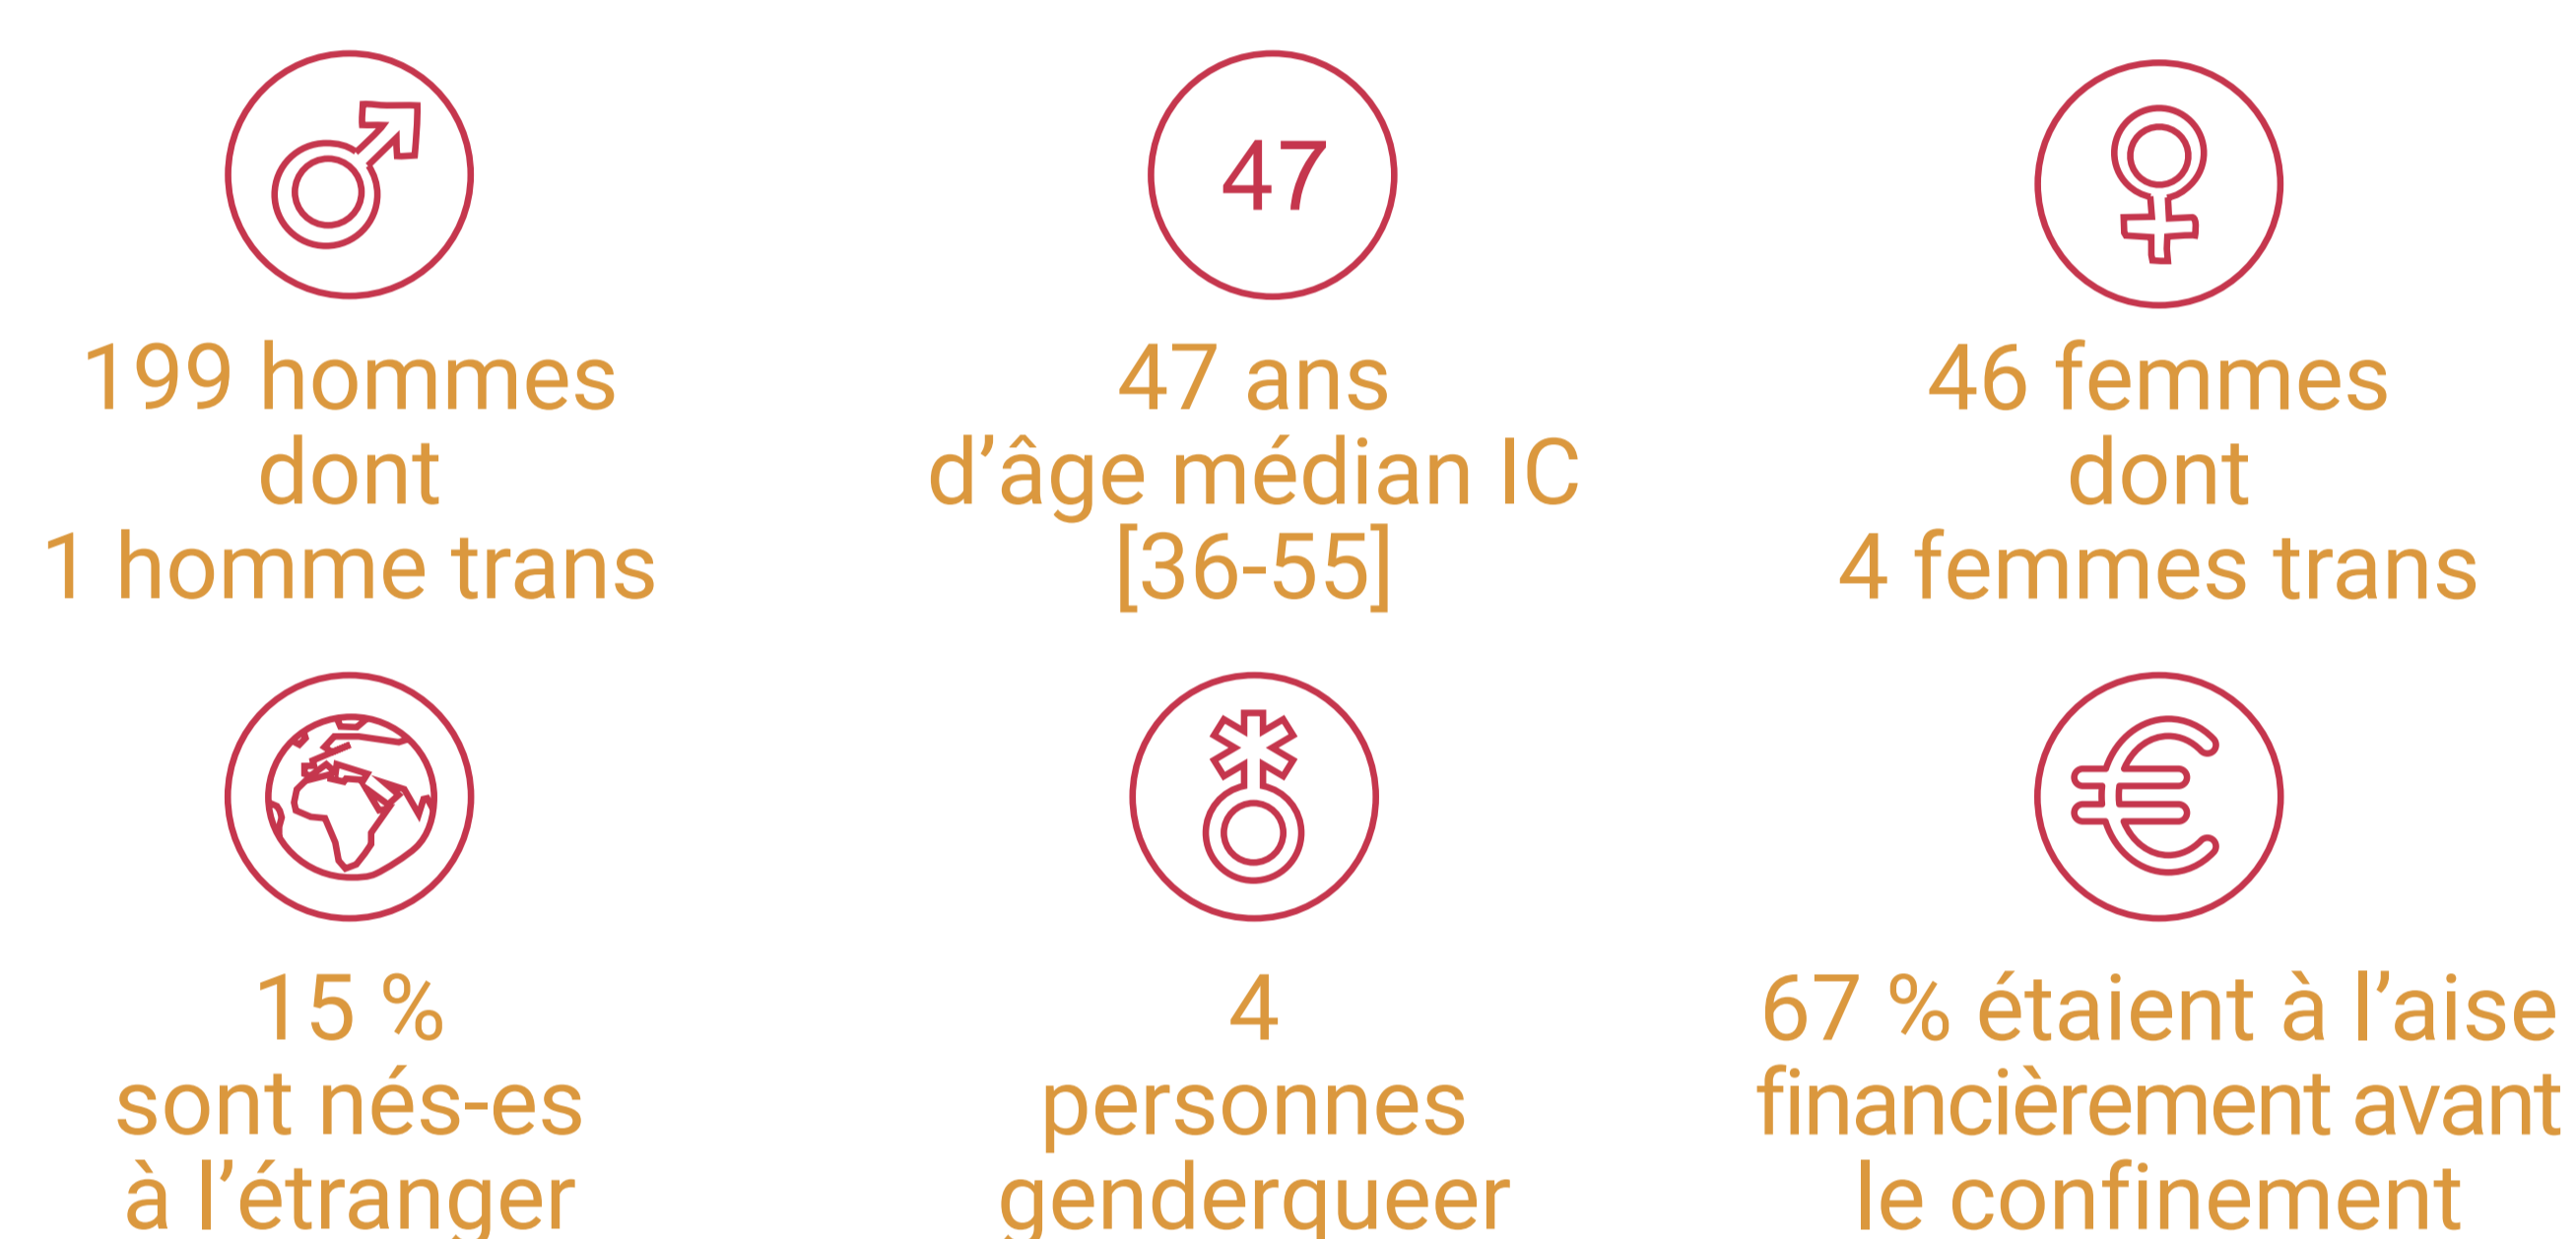 199 hommes
dont
1 homme trans
47
47 ans
d’âge médian IC
[36-55]
46 femmes
dont
4 femmes trans
15 %
sont nés-es
à l’étranger
4
personnes
genderqueer
67 % étaient à l’aise
financièrement avant
le confinement